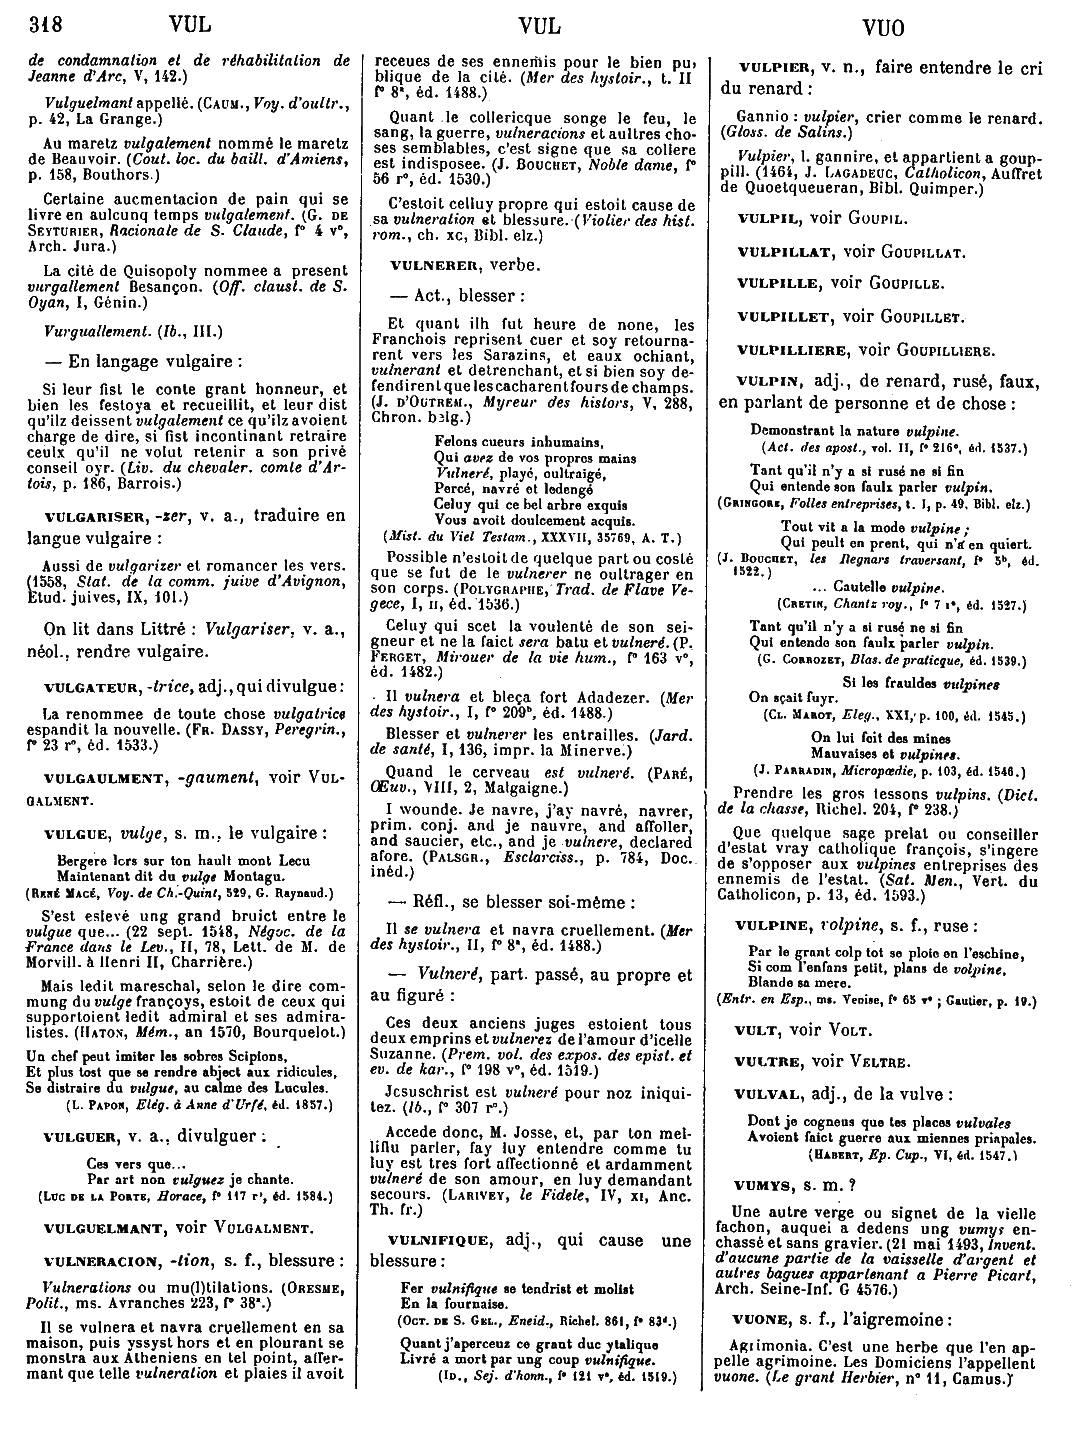 318 VUL VUL VUO
de condamnation et de réhabilitation de
Jeanne d'Arc, V, 142.)
Vulguelmant appellé. (CAUM., Voy. d'oultr.,
p. 42, La Grange.)
Au maretz vulgalement nommé le maretz
de Beauvoir. (Cout. loc. du baill. d'Amiens,
p. 158, Bouthors.)
Certaine aucmentacion de pain qui se
livre en aulcunq temps vulgalement. (G. DE
SEYTURIER, Racionale de S. Claude, f° 4 v°,
Arch. Jura.)
La cité de Quisopoly nommee a present
vurgallement Besançon. (Off. claust. de S.
Oyan, I, Génin.)
Vurguallement. (Ib., III.)
— En langage vulgaire :
Si leur fist le conte grant honneur, et
bien les festoya et recueillit, et leur dist
qu'ilz deissent vulgalement ce qu'ilz avoient
charge de dire, si fist incontinant retraire
ceulx qu'il ne volut retenir a son privé
conseil oyr. (Liv. du chevaler. comte d'Ar-
tois, p. 186, Barrois.)
VULGARISER, -zer, v. a., traduire en
langue vulgaire :
Aussi de vulgarizer et romancer les vers.
(1558, Stat. de la comm. juive d'Avignon,
Etud. juives, IX, 101.)
On lit dans Littré : Vulgariser, v. a.,
néol., rendre vulgaire.
VULGATEUR, -trice, adj., qui divulgue :
La renommee de toute chose vulgatrice
espandit la nouvelle. (FR. DASSY, Peregrin.,
f° 23 r°, éd. 1533.)
VULGAULMENT, -gaument, voir VUL-
GALMENT.
VULGUE, vulge, s. m., le vulgaire :
Bergere lors sur ton hault mont Lecu
Maintenant dit du vulge Montagu.
(RENÉ MACÉ, Voy. de Ch.-Quint, 529, G. Raynaud.)
S'est eslevé ung grand bruict entre le
vulgue que... (22 sept. 1548, Négoc. de la
France dans le Lev., II, 78, Lett. de M. de
Morvill. à Henri II, Charrière.)
Mais ledit mareschal, selon le dire com-
mung du vulge françoys, estoit de ceux qui
supportoient ledit admiral et ses admira-
listes. (HATON, Mém., an 1570, Bourquelot.)
Un chef peut imiter les sobres Scipions,
Et plus tost que se rendre abject aux ridicules,
Se distraire du vulgue, au calme des Lucules.
(L. PAPON, Elég. à Anne d'Urfé, éd. 1857.)
VULGUER, v. a., divulguer :
Ces vers que...
Par art non vulguez je chante.
(LUC DE LA PORTE, Horace, f° 117 r°, éd. 1584.)
VULGUELMANT, voir VULGALMENT.
VULNERACION, -tion, s. f., blessure :
Vulnerations ou mu(l)tilations. (ORESME,
Polit., ms. Avranches 223, f° 38ª.)
Il se vulnera et navra cruellement en sa
maison, puis yssyst hors et en plourant se
monstra aux Atheniens en tel point, affer-
mant que telle vulneration et plaies il avoit
receues de ses ennemis pour le bien pu-
blique de la cité. (Mer des hystoir., t. II
f° 8ª, éd. 1488.)
Quant le collericque songe le feu, le
sang, la guerre, vulneracions et aultres cho-
ses semblables, c'est signe que sa colere
est indisposee. (J. BOUCHET, Noble dame, f°
56 r°, éd. 1530.)
C'estoit celluy propre qui estoit cause de
sa vulneration et blessure. (Violier des hist.
rom., ch. XC, Bibl. elz.)
VULNERER, verbe.
— Act., blesser :
Et quant ilh fut heure de none, les
Franchois reprisent cuer et soy retourna-
rent vers les Sarazins, et eaux ochiant,
vulnerant et detrenchant, et si bien soy de-
fendirent que les cacharent fours de champs.
(J. D'OUTREM., Myreur des histors, V, 288,
Chron. belg.)
Felons cueurs inhumains,
Qui avez de vos propros mains
Vulneré, playé, oultraigé,
Percé, navré et ledengé
Celuy qui ce bel arbre exquis
Vous avoit doulcement acquis.
(Mist. du Viel Testam., XXXVII, 35769, A. T.)
Possible n'estoit de quelque part ou costé
que se fut de le vulnerer ne oultrager en
son corps. (POLYGRAPHE, Trad. de Flave Ve-
gece, I, II, éd. 1536.)
Celuy qui scet la voulenté de son sei-
gneur et ne la faict sera batu et vulneré. (P.
FERGET, Mirouer de la vie hum., f° 163 v°,
éd. 1482.)
Il vulnera et bleça fort Adadezer. (Mer
des hystoir., I, f° 209ᵇ, éd. 1488.)
Blesser et vulnerer les entrailles. (Jard.
de santé, I, 136, impr. la Minerve.)
Quand le cerveau est vulneré. (PARÉ,
Œuv., VIII, 2, Malgaigne.)
I wounde. Je navre, j'ay navré, navrer,
prim. conj. and je nauvre, and affoller,
and saucier, etc., and je vulnere, declared
afore. (PALSGR., Esclarciss., p. 784, Doc.
inéd.)
— Réfl., se blesser soi-même :
Il se vulnera et navra cruellement. (Mer
des hystoir., II, f° 8ª, éd. 1488.)
— Vulneré, part. passé, au propre et
au figuré :
Ces deux anciens juges estoient tous
deux emprins et vulnerez de l'amour d'icelle
Suzanne. (Prem. vol. des expos. des epist. et
ev. de kar., f° 198 v°, éd. 1519.)
Jesuschrist est vulneré pour noz iniqui-
tez. (Ib., f° 307 r°.)
Accede donc, M. Josse, et, par ton mel-
liflu parler, fay luy entendre comme tu
luy est tres fort affectionné et ardamment
vulneré de son amour, en luy demandant
secours. (LARIVEY, le Fidele, IV, XI, Anc.
Th. fr.)
VULNIFIQUE, adj., qui cause une
blessure :
Fer vulnifique se tendrist et molist
En la fournaise.
(OCT. DE S. GEL., Eneid., Richel. 861, f° 83ᵈ.)
Quant j'aperceuz ce grant duc ytalique
Livré a mort par ung coup vulnifique.
(ID., Sej. d'honn., f° 121 v°, éd. 1519.)
VULPIER, v. n., faire entendre le cri
du renard :
Gannio : vulpier, crier comme le renard.
(Gloss. de Salins.)
Vulpier, l. gannire, et appartient a goup-
pill. (1464, J. LAGADEUC, Catholicon, Auffret
de Quoetqueueran, Bibl. Quimper.)
VULPIL, voir GOUPIL.
VULPILLAT, voir GOUPILLAT.
VULPILLE, voir GOUPILLE.
VULPILLET, voir GOUPILLET.
VULPILLIERE, voir GOUPILLIERE.
VULPIN, adj., de renard, rusé, faux,
en parlant de personne et de chose :
Demonstrant la nature vulpine.
(Act. des apost., vol. II, f° 216ᵉ, éd. 1537.)
Tant qu'il n'y a si rusé ne si fin
Qui entende son faulx parler vulpin.
(GRINGORE, Folles entreprises, t. I, p. 49, Bibl. elz.)
Tout vit a la mode vulpine ;
Qui peult en prent, qui n'a en quiert.
(J. BOUCHET, les Regnars traversant, f° 5ᵇ, éd.
1522.)
... Cautelle vulpine.
(CRETIN, Chantz roy., f° 7 r°, éd. 1527.)
Tant qu'il n'y a si rusé ne si fin
Qui entende son faulx parler vulpin.
(G. CORROZET, Blas. de praticque, éd. 1539.)
Si les frauldes vulpines
On sçait fuyr.
(CL. MAROT, Eleg., XXI, p. 100, éd. 1545.)
On lui foit des mines
Mauvaises et vulpines.
(J. PARRADIN, Micropœdie, p. 103, éd. 1546.)
Prendre les gros tessons vulpins. (Dict.
de la chasse, Richel. 204, f° 238.)
Que quelque sage prelat ou conseiller
d'estat vray catholique françois, s'ingere
de s'opposer aux vulpines entreprises des
ennemis de l'estat. (Sat. Men., Vert. du
Catholicon, p. 13, éd. 1593.)
VULPINE, volpine, s. f., ruse :
Par le grant colp tot se ploie en l'eschine,
Si com l'enfans petit, plans de volpine,
Blande sa mere.
(Entr. en Esp., ms. Venise, f° 65 v° ; Gautier, p. 19.)
VULT, voir VOLT.
VULTRE, voir VELTRE.
VULVAL, adj., de la vulve :
Dont je cogneus que tes places vulvales
Avoient faict guerre aux miennes priapales.
(HABERT, Ep. Cup., VI, éd. 1547.)
VUMYS, s. m. ?
Une autre verge ou signet de la vielle
fachon, auquel a dedens ung vumys en-
chassé et sans gravier. (21 mai 1493, Invent.
d'aucune partie de la vaisselle d'argent et
autres bagues appartenant a Pierre Picart,
Arch. Seine-Inf. G 4576.)
VUONE, s. f., l'aigremoine :
Agrimonia. C'est une herbe que l'en ap-
pelle agrimoine. Les Domiciens l'appellent
vuone. (Le grant Herbier, n° 11, Camus.)